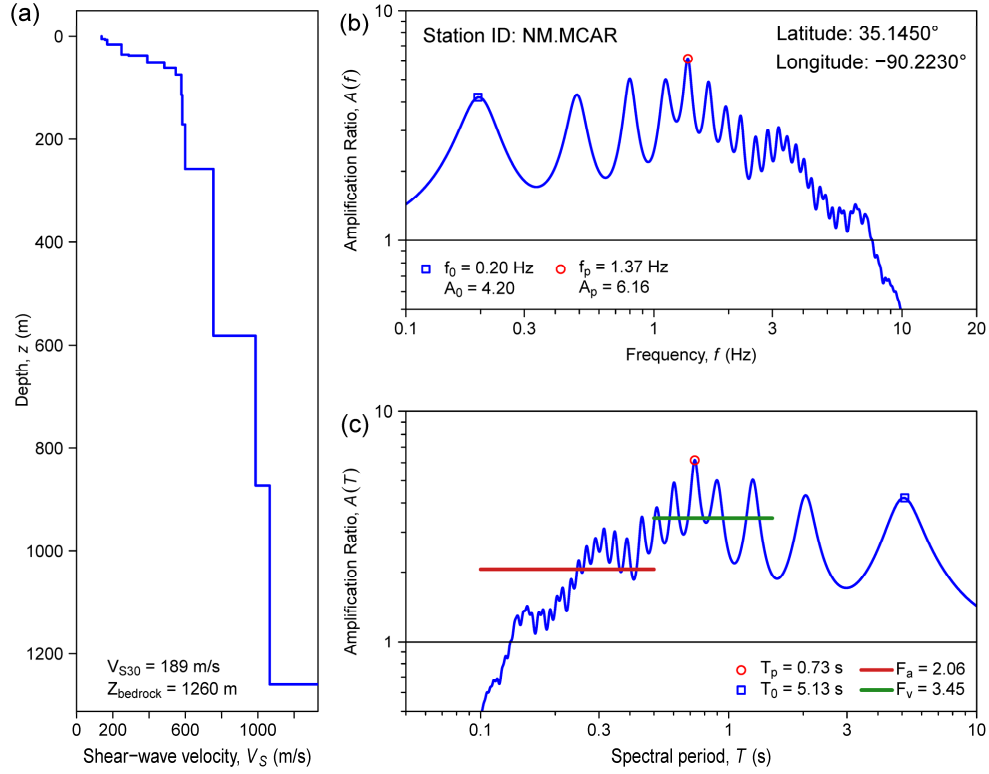 (a)
0
200
400
600
800
1000
1200
Depth, z (m)
V_S30 = 189 m/s
Z_bedrock = 1260 m
0 200 400 600 800 1000
Shear−wave velocity, V_S (m/s)
(b)
10
1
Amplification Ratio, A(f)
Station ID: NM.MCAR
Latitude: 35.1450°
Longitude: −90.2230°
f_0 = 0.20 Hz
A_0 = 4.20
f_p = 1.37 Hz
A_p = 6.16
0.1 0.3 1 3 10 20
Frequency, f (Hz)
(c)
10
1
Amplification Ratio, A(T)
T_p = 0.73 s
T_0 = 5.13 s
F_a = 2.06
F_v = 3.45
0.1 0.3 1 3 10
Spectral period, T (s)